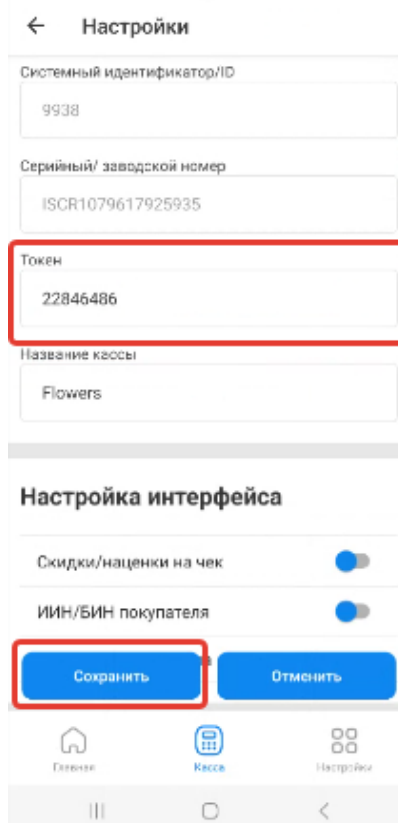 Настройки
Системный идентификатор/ID
9938
Серийный/ заводской номер
ISCR1079617925935
Токен
22846486
Название кассы
Flowers
Настройка интерфейса
Скидки/наценки на чек
ИИН/БИН покупателя
Сохранить
Отменить
Главная
Касса
Настройки